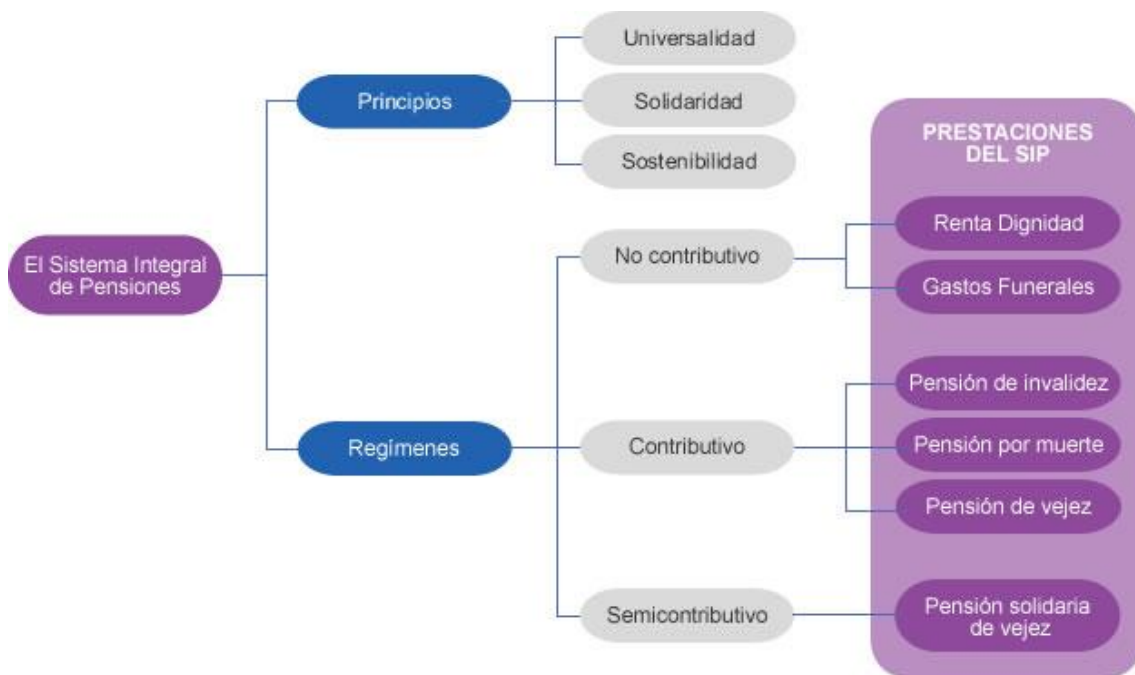 El Sistema Integral
de Pensiones
Principios
Universalidad
Solidaridad
Sostenibilidad
Regímenes
No contributivo
Contributivo
Semicontributivo
PRESTACIONES
DEL SIP
Renta Dignidad
Gastos Funerales
Pensión de invalidez
Pensión por muerte
Pensión de vejez
Pensión solidaria
de vejez